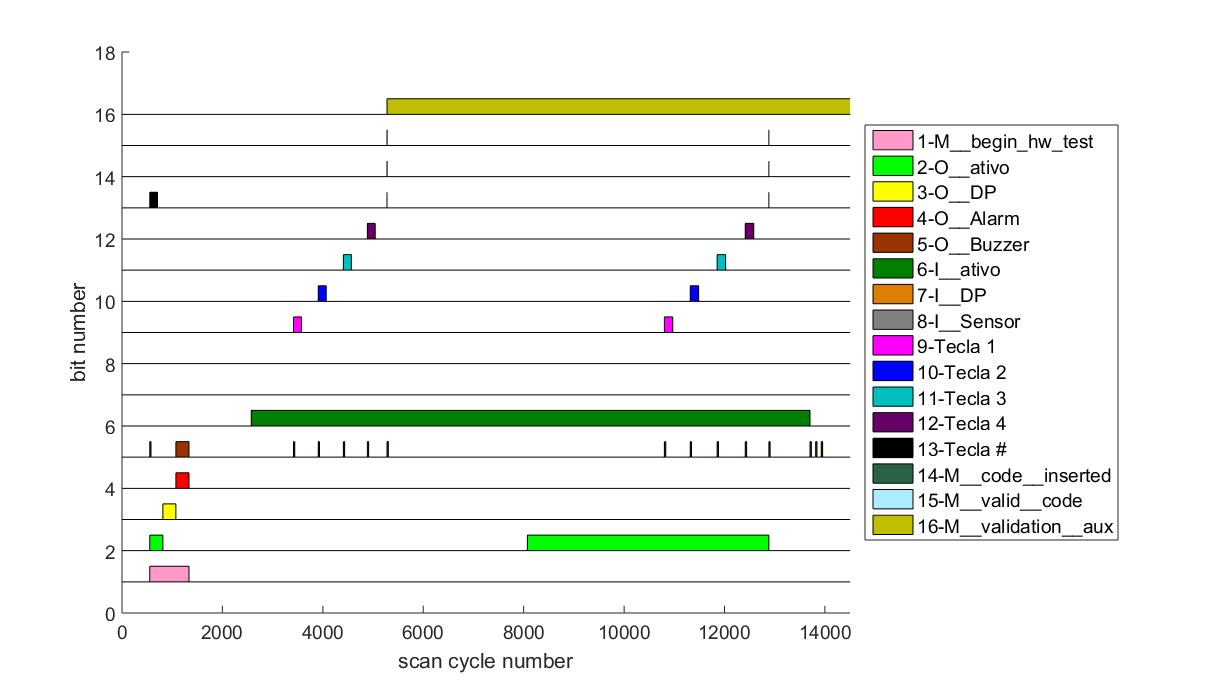 18
16
14
12
10
8
6
4
2
0
bit number
0 2000 4000 6000 8000 10000 12000 14000
scan cycle number
1-M__begin_hw_test
2-O__ativo
3-O__DP
4-O__Alarm
5-O__Buzzer
6-I__ativo
7-I__DP
8-I__Sensor
9-Tecla 1
10-Tecla 2
11-Tecla 3
12-Tecla 4
13-Tecla #
14-M__code__inserted
15-M__valid__code
16-M__validation__aux